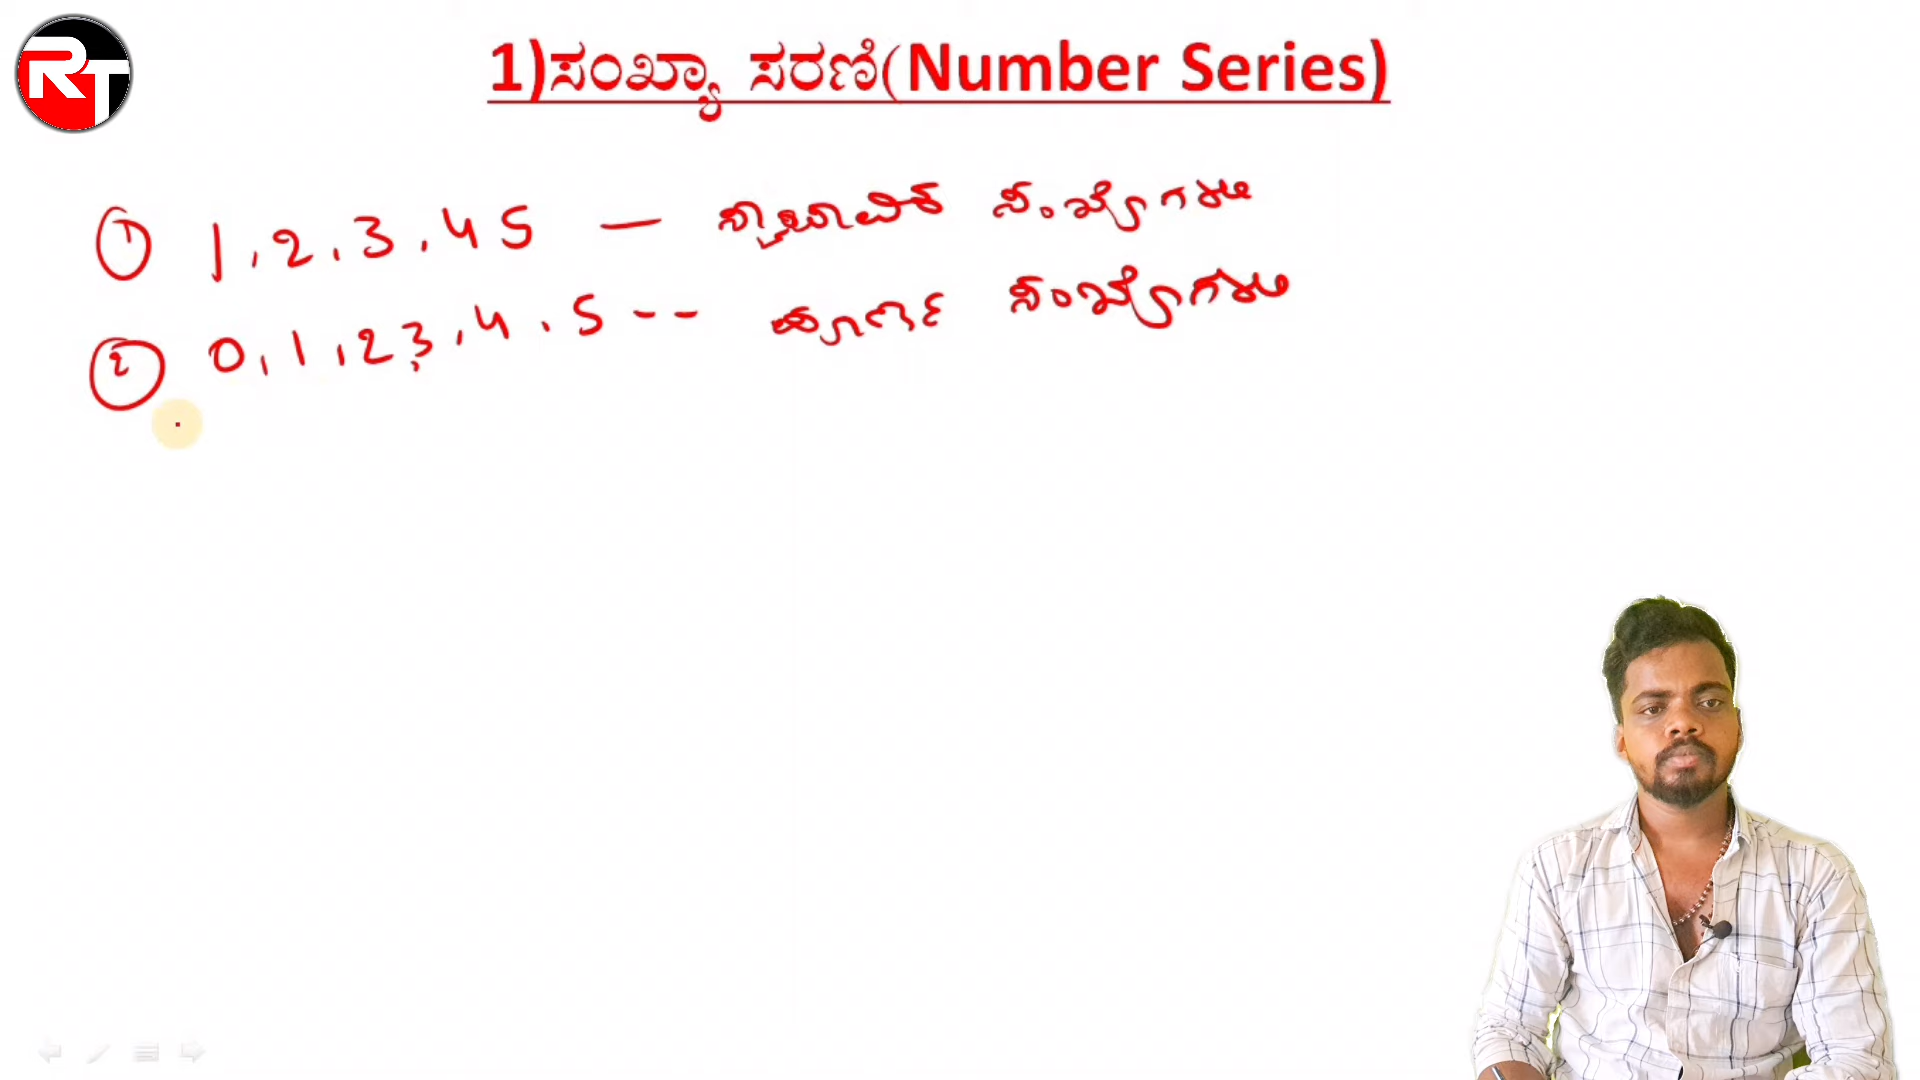 RT
1)ಸಂಖ್ಯಾ ಸರಣಿ(Number Series)
① 1, 2, 3, 4 5 — ಸ್ವಾಭಾವಿಕ ಸಂಖ್ಯೆಗಳು
② 0, 1, 2 3, 4, 5 -- ಪೂರ್ಣ ಸಂಖ್ಯೆಗಳು